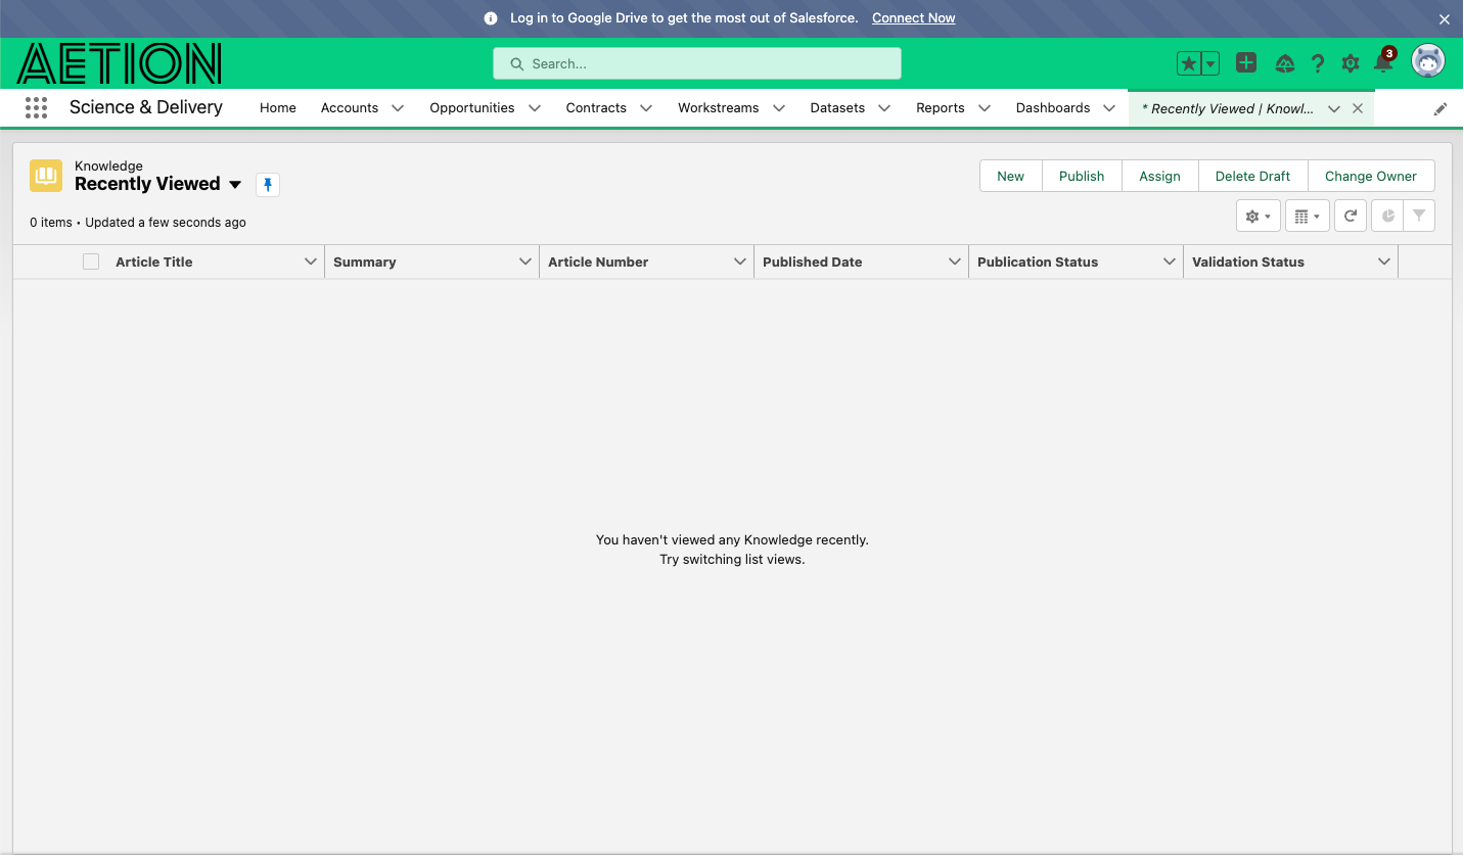 Log in to Google Drive to get the most out of Salesforce. Connect Now
AETION
Search...
3
Science & Delivery Home Accounts Opportunities Contracts Workstreams Datasets Reports Dashboards * Recently Viewed | Knowl...
Knowledge
Recently Viewed
New Publish Assign Delete Draft Change Owner
0 items • Updated a few seconds ago
Article Title Summary Article Number Published Date Publication Status Validation Status
You haven't viewed any Knowledge recently.
Try switching list views.